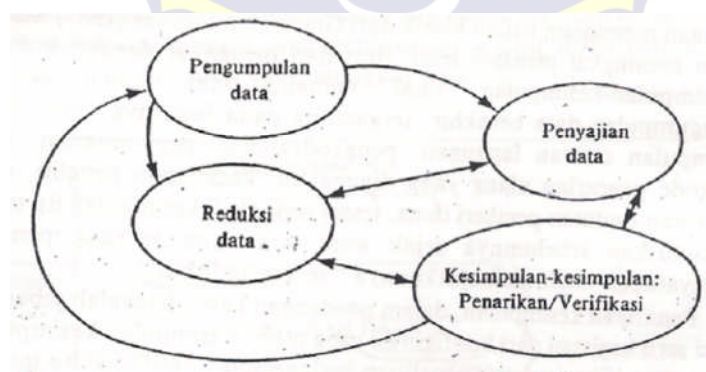 Pengumpulan
data
Penyajian
data
Reduksi
data
Kesimpulan-kesimpulan:
Penarikan/Verifikasi